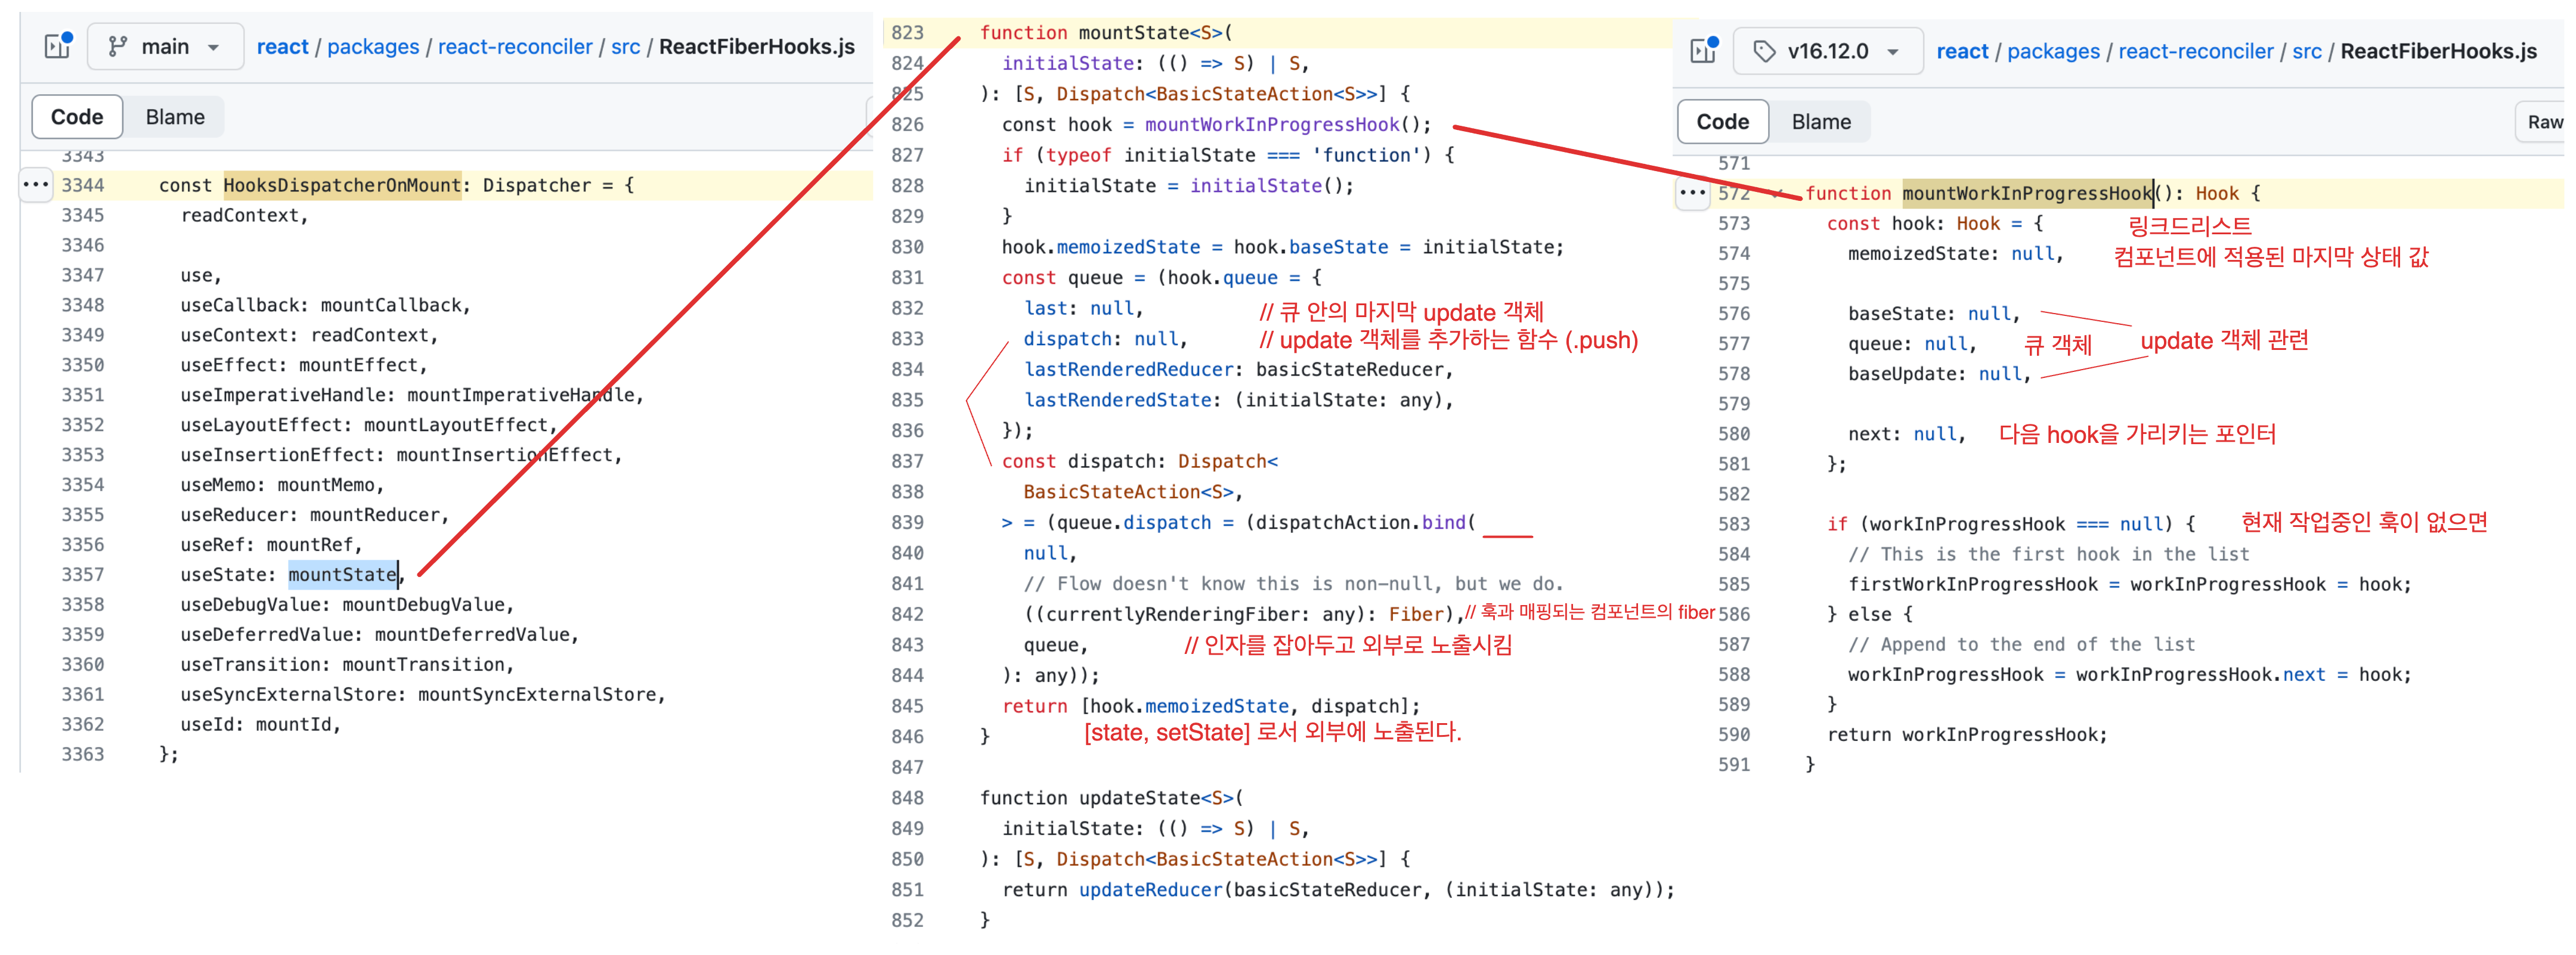 main
react / packages / react-reconciler / src / ReactFiberHooks.js
Code Blame
3343
3344 const HooksDispatcherOnMount: Dispatcher = {
3345 readContext,
3346
3347 use,
3348 useCallback: mountCallback,
3349 useContext: readContext,
3350 useEffect: mountEffect,
3351 useImperativeHandle: mountImperativeHandle,
3352 useLayoutEffect: mountLayoutEffect,
3353 useInsertionEffect: mountInsertionEffect,
3354 useMemo: mountMemo,
3355 useReducer: mountReducer,
3356 useRef: mountRef,
3357 useState: mountState,
3358 useDebugValue: mountDebugValue,
3359 useDeferredValue: mountDeferredValue,
3360 useTransition: mountTransition,
3361 useSyncExternalStore: mountSyncExternalStore,
3362 useId: mountId,
3363 };
823 function mountState<S>(
824 initialState: (() => S) | S,
825 ): [S, Dispatch<BasicStateAction<S>>] {
826 const hook = mountWorkInProgressHook();
827 if (typeof initialState === 'function') {
828 initialState = initialState();
829 }
830 hook.memoizedState = hook.baseState = initialState;
831 const queue = (hook.queue = {
832 last: null, // 큐 안의 마지막 update 객체
833 dispatch: null, // update 객체를 추가하는 함수 (.push)
834 lastRenderedReducer: basicStateReducer,
835 lastRenderedState: (initialState: any),
836 });
837 const dispatch: Dispatch<
838 BasicStateAction<S>,
839 > = (queue.dispatch = (dispatchAction.bind(
840 null,
841 // Flow doesn't know this is non-null, but we do.
842 ((currentlyRenderingFiber: any): Fiber), // 훅과 매핑되는 컴포넌트의 fiber
843 queue, // 인자를 잡아두고 외부로 노출시킴
844 ): any));
845 return [hook.memoizedState, dispatch];
846 } [state, setState] 로서 외부에 노출된다.
847
848 function updateState<S>(
849 initialState: (() => S) | S,
850 ): [S, Dispatch<BasicStateAction<S>>] {
851 return updateReducer(basicStateReducer, (initialState: any));
852 }
v16.12.0
react / packages / react-reconciler / src / ReactFiberHooks.js
Code Blame Raw
571
572 function mountWorkInProgressHook(): Hook {
573 const hook: Hook = { 링크드리스트
574 memoizedState: null, 컴포넌트에 적용된 마지막 상태 값
575
576 baseState: null,
577 queue: null, 큐 객체 update 객체 관련
578 baseUpdate: null,
579
580 next: null, 다음 hook을 가리키는 포인터
581 };
582
583 if (workInProgressHook === null) { 현재 작업중인 훅이 없으면
584 // This is the first hook in the list
585 firstWorkInProgressHook = workInProgressHook = hook;
586 } else {
587 // Append to the end of the list
588 workInProgressHook = workInProgressHook.next = hook;
589 }
590 return workInProgressHook;
591 }